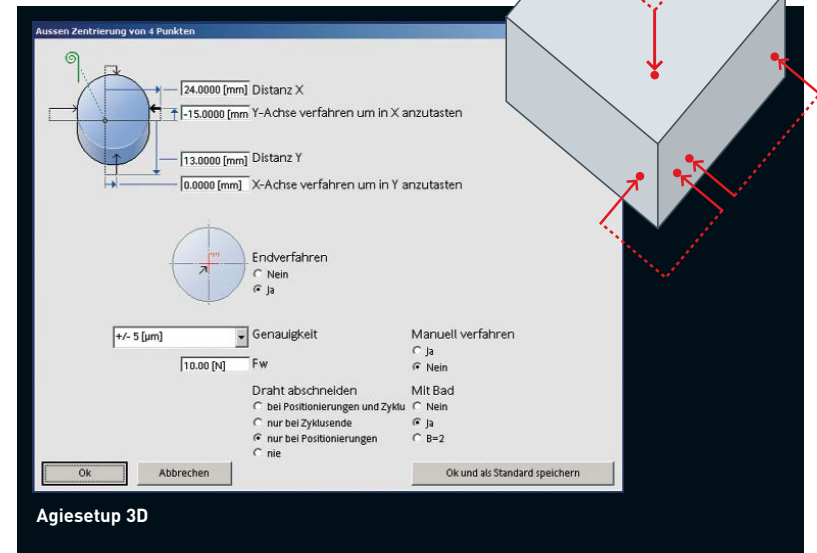 Aussen Zentrierung von 4 Punkten
24.0000 [mm] Distanz X
-15.0000 [mm Y-Achse verfahren um in X anzutasten
13.0000 [mm] Distanz Y
0.0000 [mm] X-Achse verfahren um in Y anzutasten
Endverfahren
Nein
Ja
+/- 5 [µm] Genauigkeit
10.00 [N] Fw
Manuell verfahren
Ja
Nein
Draht abschneiden
bei Positionierungen und Zyklu
nur bei Zyklusende
nur bei Positionierungen
nie
Mit Bad
Nein
Ja
B=2
Ok
Abbrechen
Ok und als Standard speichern
Agiesetup 3D